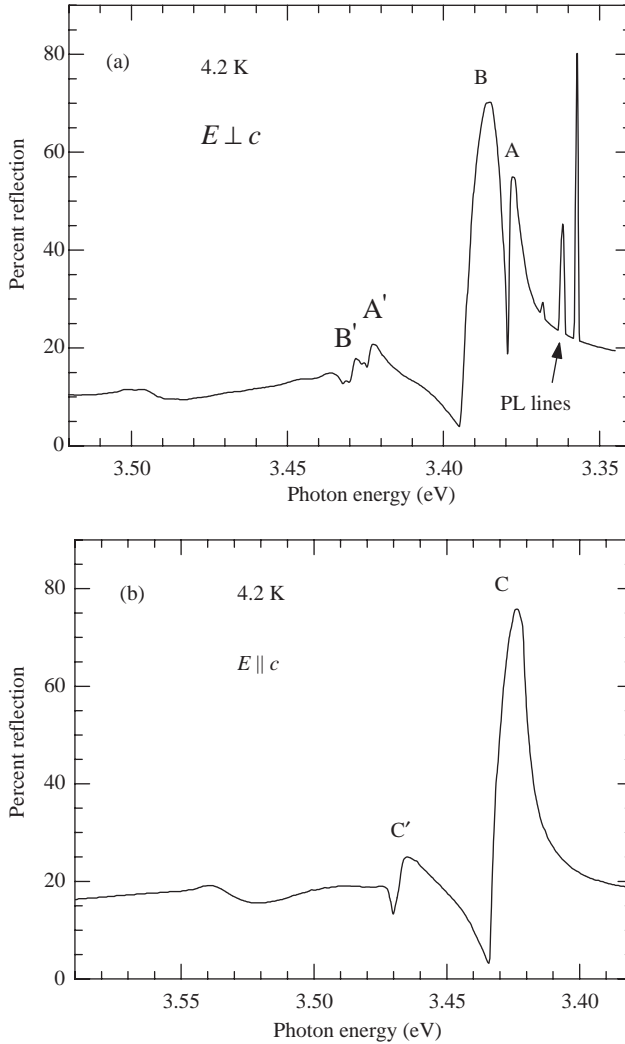 80
60
40
20
0
Percent reflection
(a)
4.2 K
E ⊥ c
B
A
B'
A'
PL lines
3.50
3.45
3.40
3.35
Photon energy (eV)
80
60
40
20
0
Percent reflection
(b)
4.2 K
E || c
C
C′
3.55
3.50
3.45
3.40
Photon energy (eV)